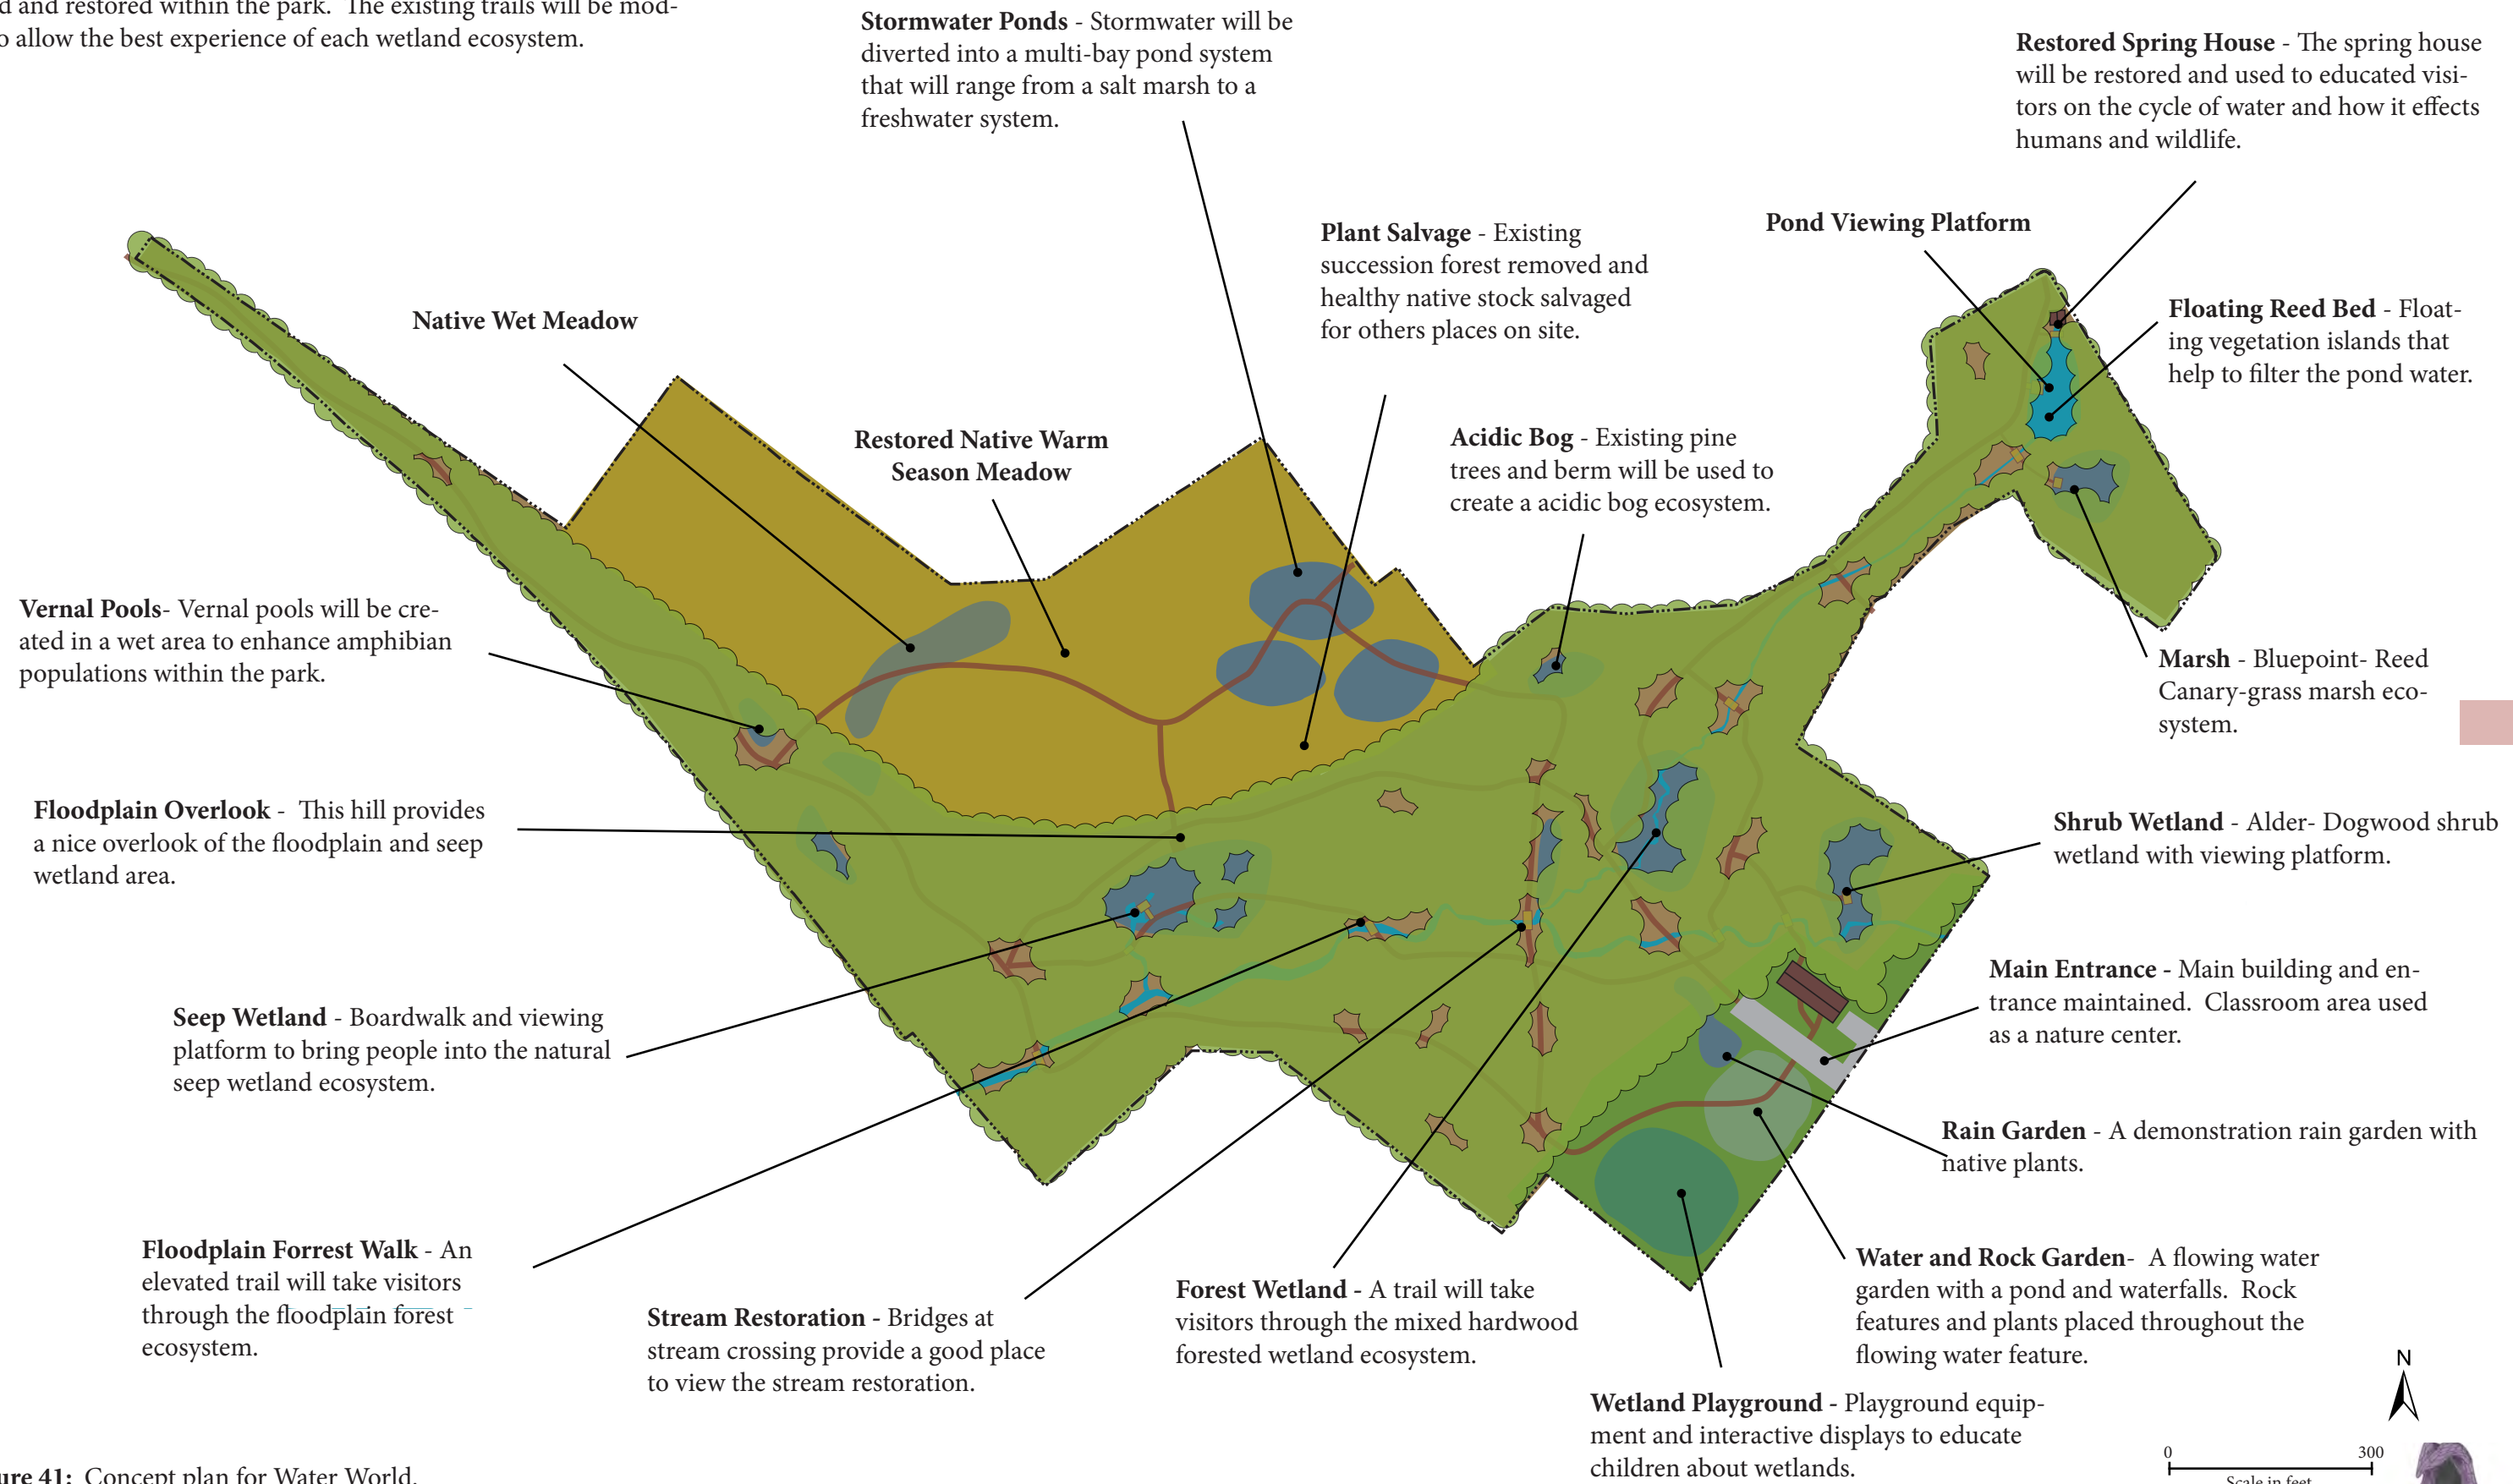 d and restored within the park. The existing trails will be mod-
o allow the best experience of each wetland ecosystem.
Stormwater Ponds - Stormwater will be
diverted into a multi-bay pond system
that will range from a salt marsh to a
freshwater system.
Restored Spring House - The spring house
will be restored and used to educated visi-
tors on the cycle of water and how it effects
humans and wildlife.
Plant Salvage - Existing
succession forest removed and
healthy native stock salvaged
for others places on site.
Pond Viewing Platform
Native Wet Meadow
Floating Reed Bed - Float-
ing vegetation islands that
help to filter the pond water.
Restored Native Warm
Season Meadow
Acidic Bog - Existing pine
trees and berm will be used to
create a acidic bog ecosystem.
Vernal Pools- Vernal pools will be cre-
ated in a wet area to enhance amphibian
populations within the park.
Marsh - Bluepoint- Reed
Canary-grass marsh eco-
system.
Floodplain Overlook - This hill provides
a nice overlook of the floodplain and seep
wetland area.
Shrub Wetland - Alder- Dogwood shrub
wetland with viewing platform.
Main Entrance - Main building and en-
trance maintained. Classroom area used
as a nature center.
Seep Wetland - Boardwalk and viewing
platform to bring people into the natural
seep wetland ecosystem.
Rain Garden - A demonstration rain garden with
native plants.
Floodplain Forrest Walk - An
elevated trail will take visitors
through the floodplain forest
ecosystem.
Stream Restoration - Bridges at
stream crossing provide a good place
to view the stream restoration.
Forest Wetland - A trail will take
visitors through the mixed hardwood
forested wetland ecosystem.
Water and Rock Garden- A flowing water
garden with a pond and waterfalls. Rock
features and plants placed throughout the
flowing water feature.
Wetland Playground - Playground equip-
ment and interactive displays to educate
children about wetlands.
N
0 300
Scale in feet
ure 41: Concept plan for Water World.